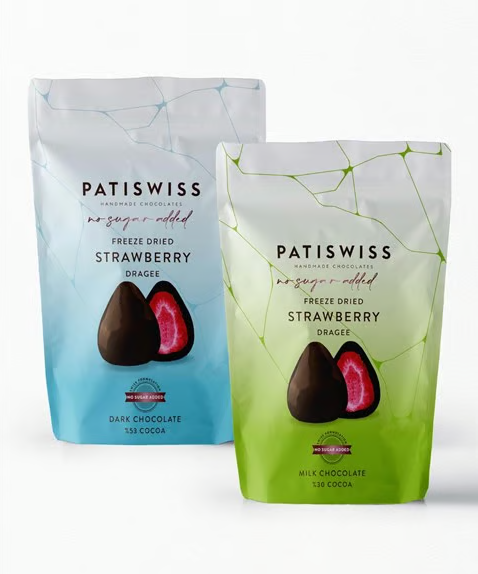 PATISWISS
HANDMADE CHOCOLATES
no sugar added
FREEZE DRIED
STRAWBERRY
DRAGEE
NO SUGAR ADDED
DARK CHOCOLATE
%53 COCOA
PATISWISS
HANDMADE CHOCOLATES
no sugar added
FREEZE DRIED
STRAWBERRY
DRAGEE
NO SUGAR ADDED
MILK CHOCOLATE
%30 COCOA